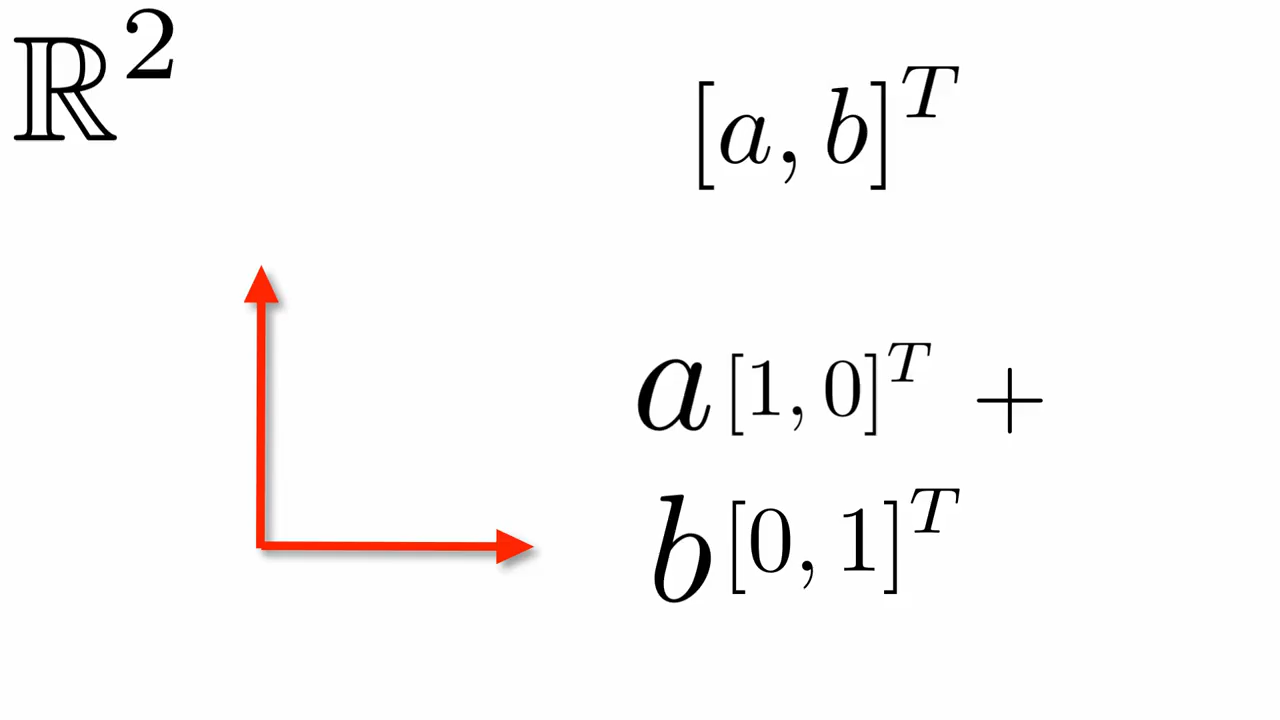 ℝ²
[a, b]ᵀ
a[1, 0]ᵀ +
b[0, 1]ᵀ